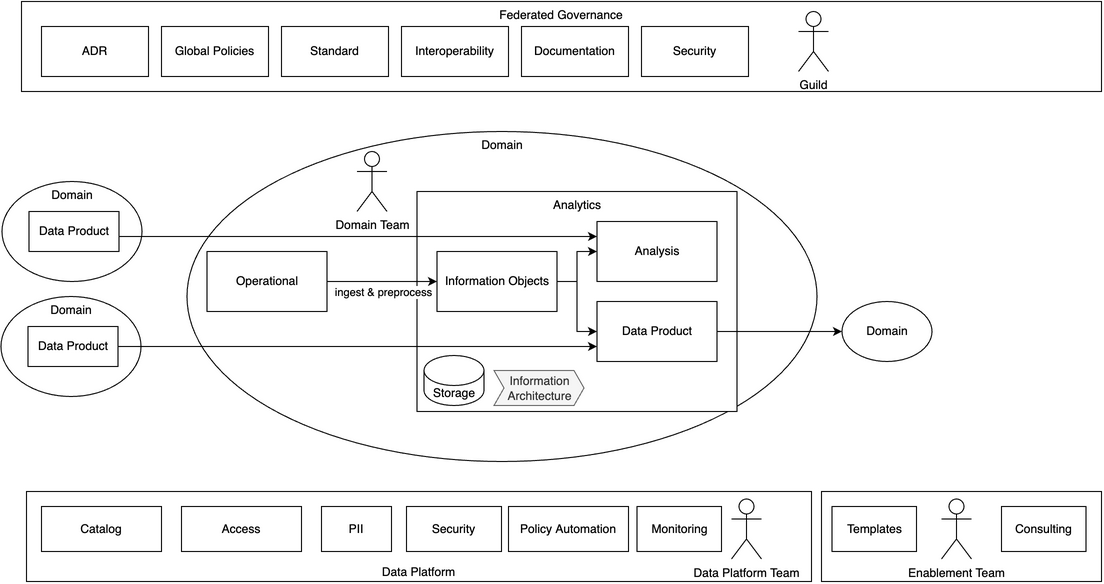 Federated Governance
ADR
Global Policies
Standard
Interoperability
Documentation
Security
Guild
Domain
Domain Team
Domain
Data Product
Analytics
Analysis
Operational
ingest & preprocess
Information Objects
Domain
Data Product
Data Product
Domain
Storage
Information
Architecture
Catalog
Access
PII
Security
Policy Automation
Monitoring
Data Platform
Data Platform Team
Templates
Consulting
Enablement Team